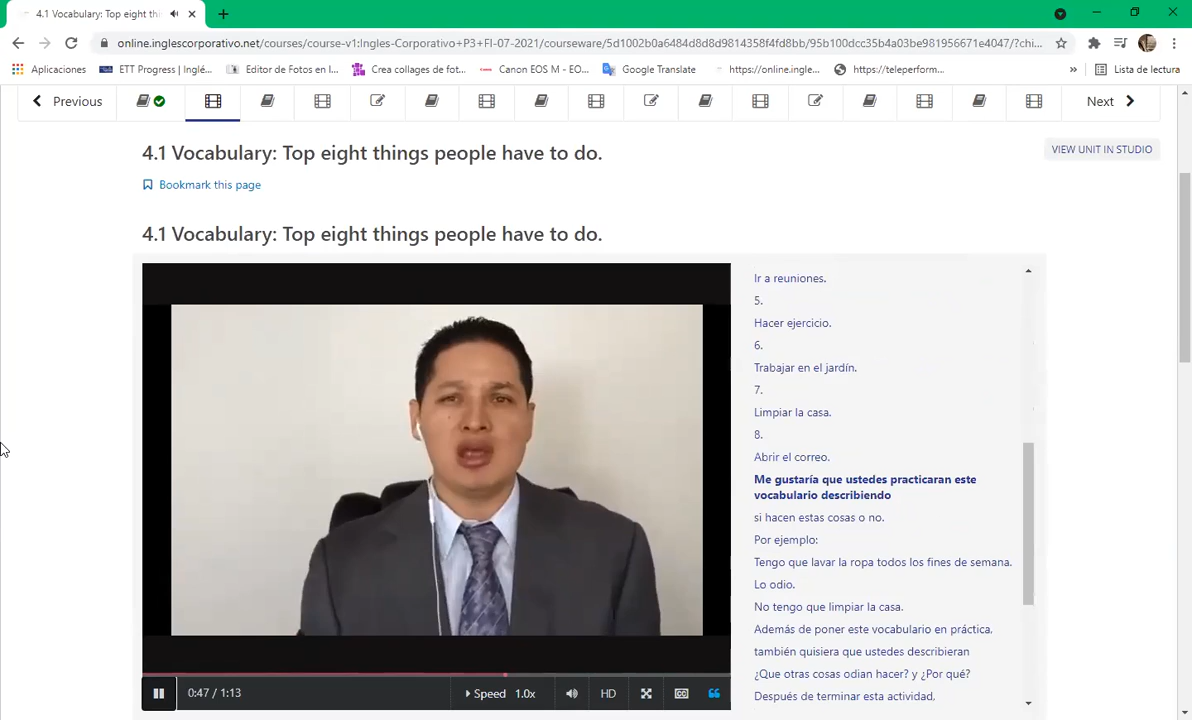 4.1 Vocabulary: Top eight thi
online.inglescorporativo.net/courses/course-v1:Ingles-Corporativo+P3+FI-07-2021/courseware/5d1002b0a6484d8d8d9814358f4fd8bb/95b100dcc35b4a03be981956671e4047/?chi...
Aplicaciones ETT Progress | Inglé... Editor de Fotos en l... Crea collages de fot... Canon EOS M - EO... Google Translate https://online.ingle... https://teleperform... » Lista de lectura
Previous Next
4.1 Vocabulary: Top eight things people have to do.
VIEW UNIT IN STUDIO
Bookmark this page
4.1 Vocabulary: Top eight things people have to do.
Ir a reuniones.
5.
Hacer ejercicio.
6.
Trabajar en el jardín.
7.
Limpiar la casa.
8.
Abrir el correo.
Me gustaría que ustedes practicaran este
vocabulario describiendo
si hacen estas cosas o no.
Por ejemplo:
Tengo que lavar la ropa todos los fines de semana.
Lo odio.
No tengo que limpiar la casa.
Además de poner este vocabulario en práctica,
también quisiera que ustedes describieran
¿Que otras cosas odian hacer? y ¿Por qué?
Después de terminar esta actividad,
0:47 / 1:13 Speed 1.0x HD